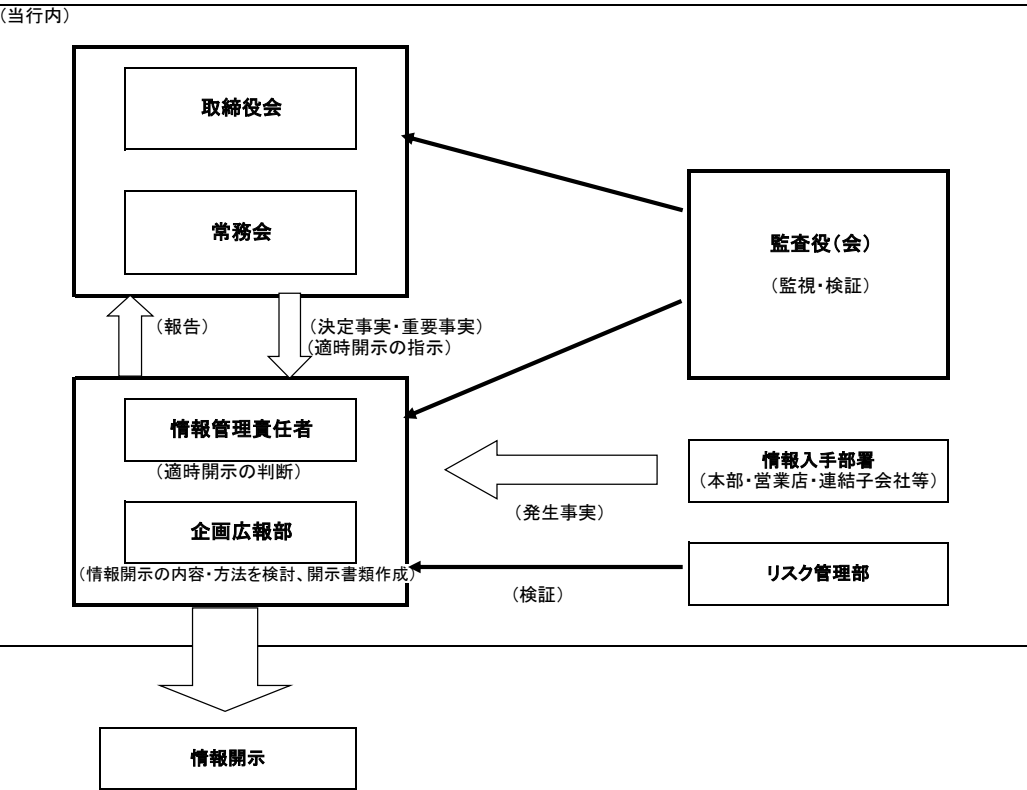 （当行内）
取締役会
常務会
監査役（会）
（監視・検証）
（報告）
（決定事実・重要事実）
（適時開示の指示）
情報管理責任者
（適時開示の判断）
企画広報部
（情報開示の内容・方法を検討、開示書類作成）
情報入手部署
（本部・営業店・連結子会社等）
（発生事実）
リスク管理部
（検証）
情報開示